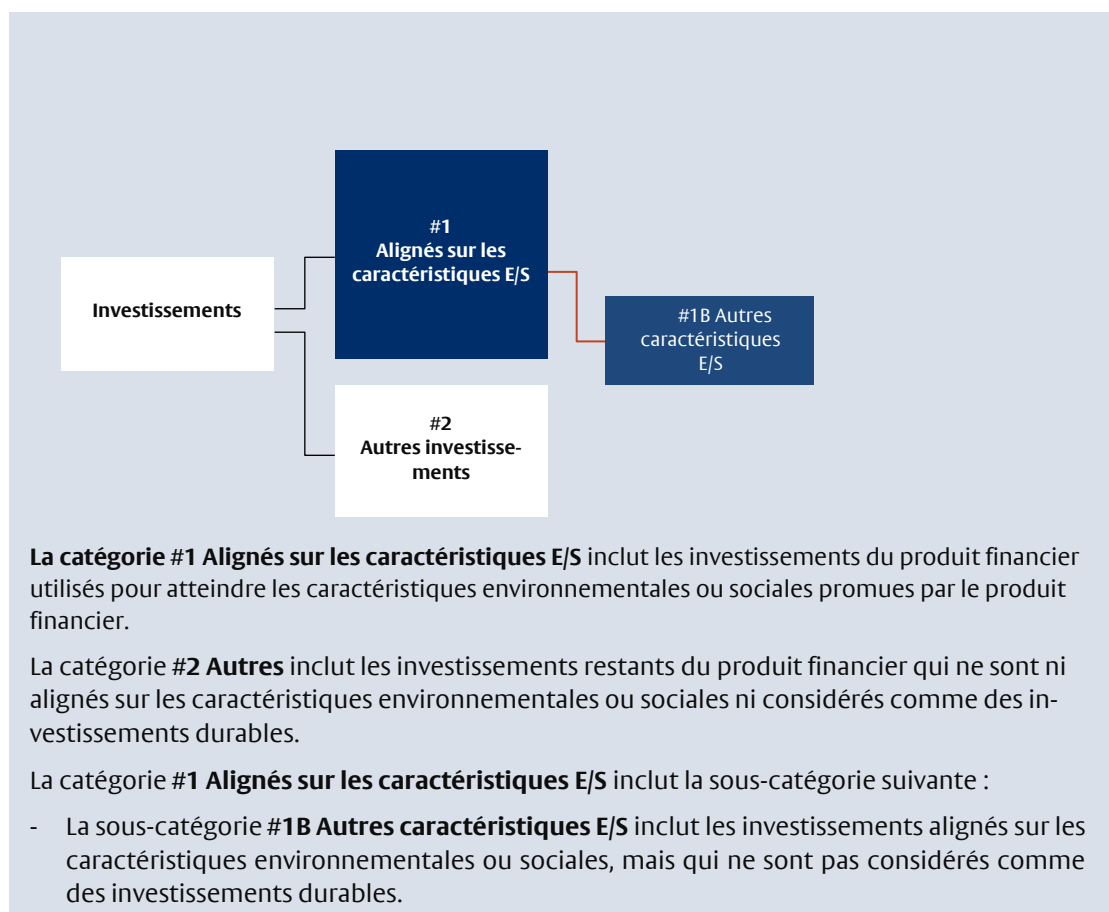 #1
Alignés sur les
caractéristiques E/S
Investissements
#1B Autres
caractéristiques
E/S
#2
Autres investisse-
ments
La catégorie #1 Alignés sur les caractéristiques E/S inclut les investissements du produit financier
utilisés pour atteindre les caractéristiques environnementales ou sociales promues par le produit
financier.
La catégorie #2 Autres inclut les investissements restants du produit financier qui ne sont ni
alignés sur les caractéristiques environnementales ou sociales ni considérés comme des in-
vestissements durables.
La catégorie #1 Alignés sur les caractéristiques E/S inclut la sous-catégorie suivante :
- La sous-catégorie #1B Autres caractéristiques E/S inclut les investissements alignés sur les
caractéristiques environnementales ou sociales, mais qui ne sont pas considérés comme
des investissements durables.